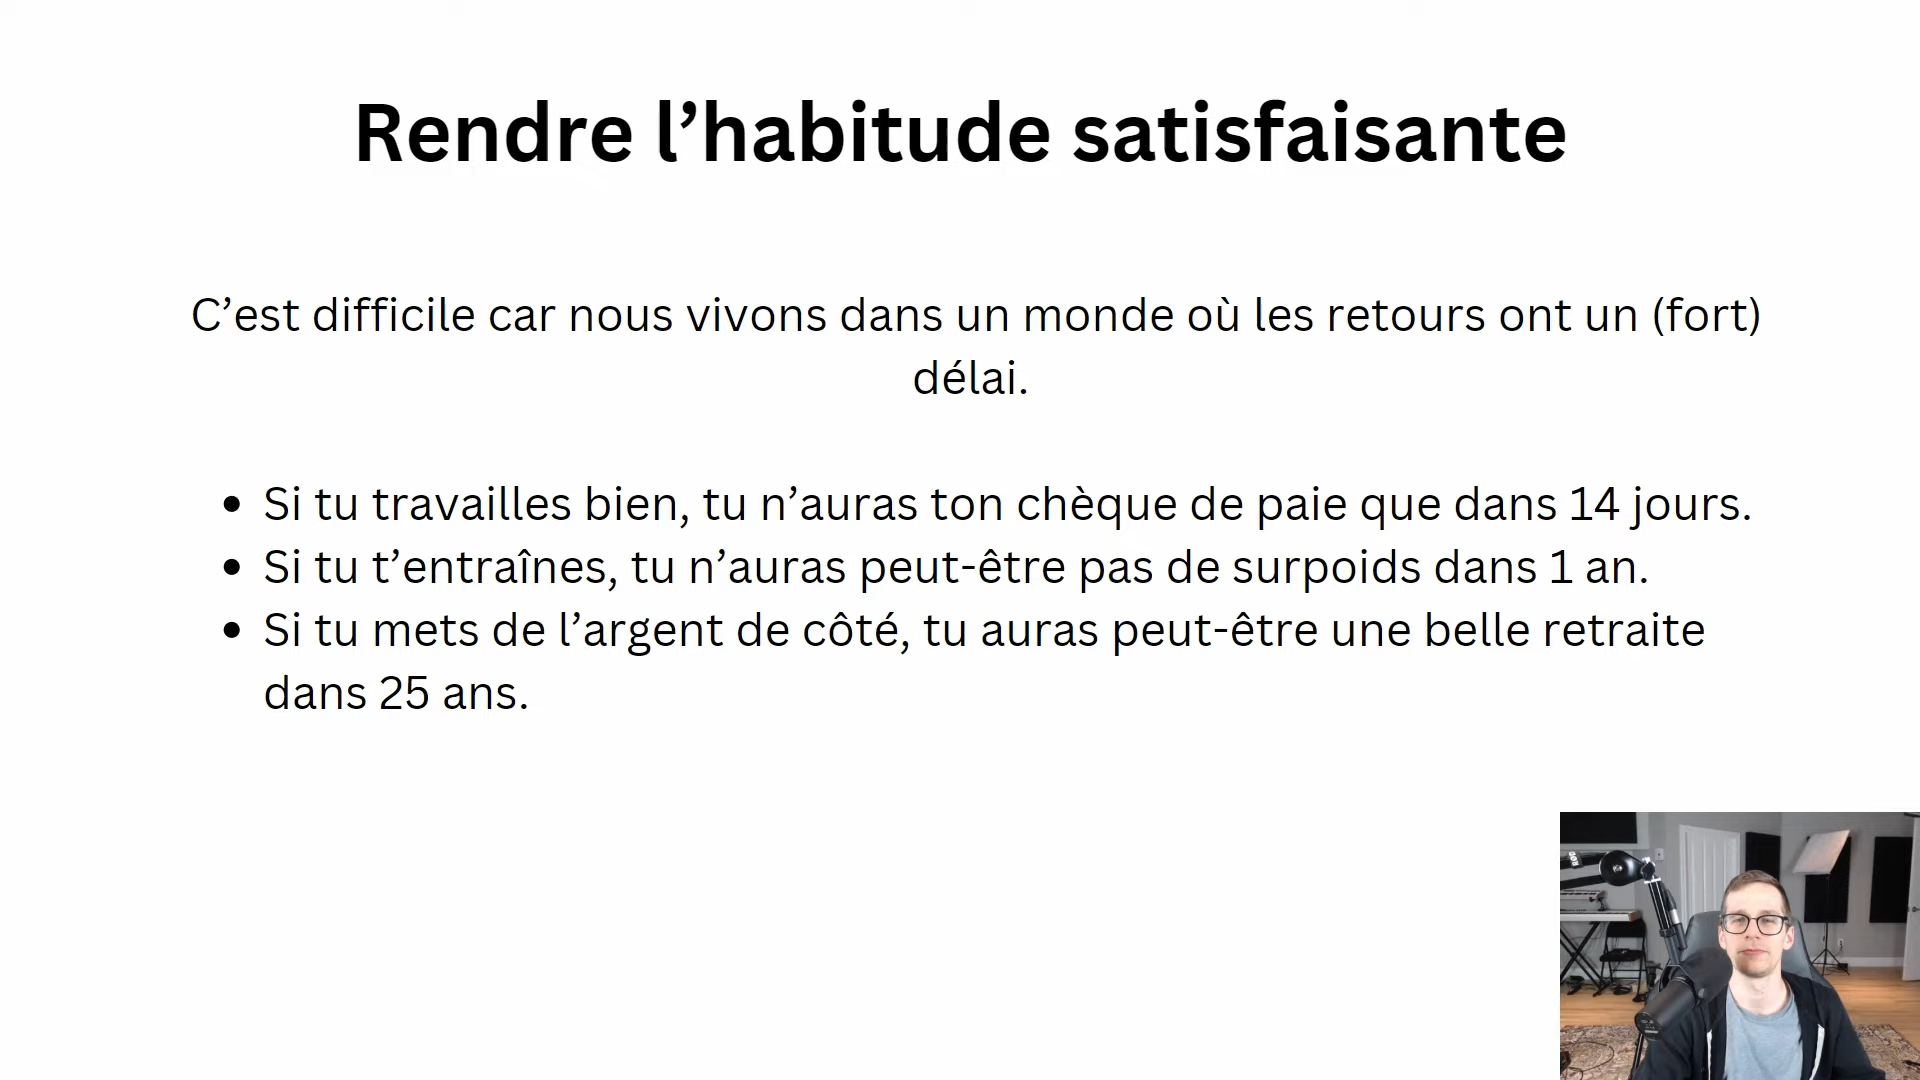 Rendre l’habitude satisfaisante
C’est difficile car nous vivons dans un monde où les retours ont un (fort)
délai.
• Si tu travailles bien, tu n’auras ton chèque de paie que dans 14 jours.
• Si tu t’entraînes, tu n’auras peut-être pas de surpoids dans 1 an.
• Si tu mets de l’argent de côté, tu auras peut-être une belle retraite
dans 25 ans.